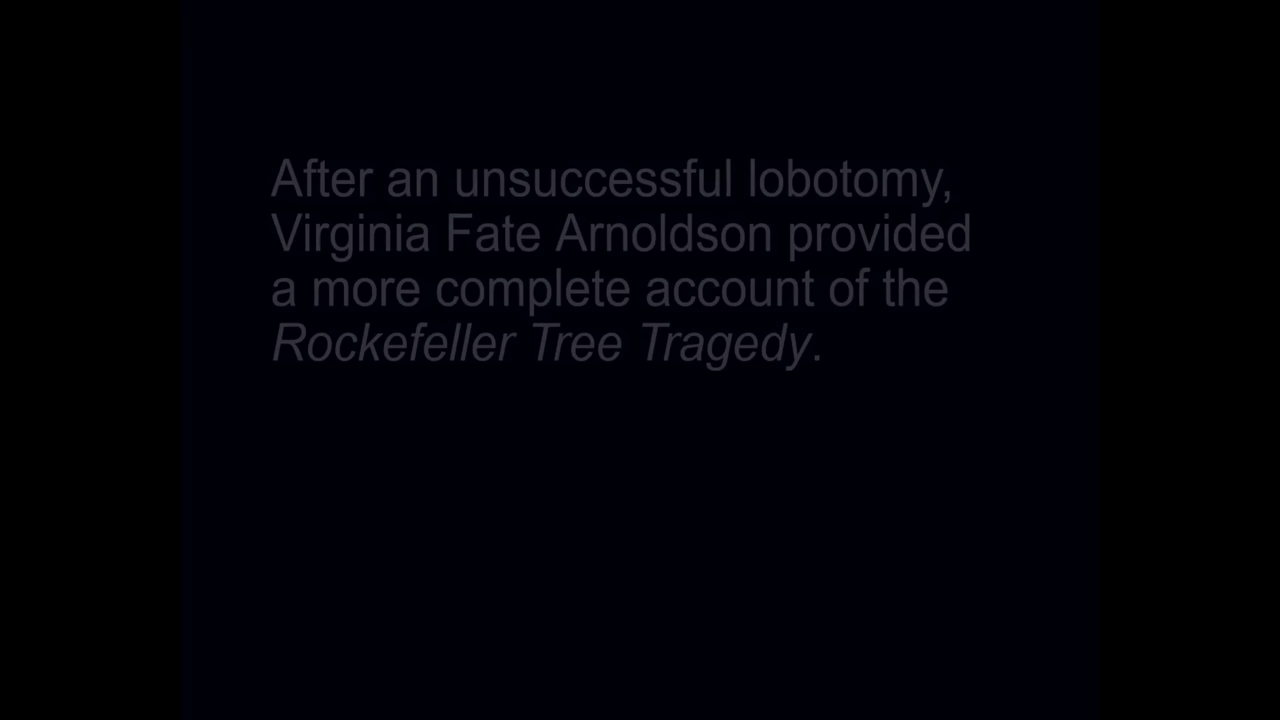 After an unsuccessful lobotomy,
Virginia Fate Arnoldson provided
a more complete account of the
Rockefeller Tree Tragedy.